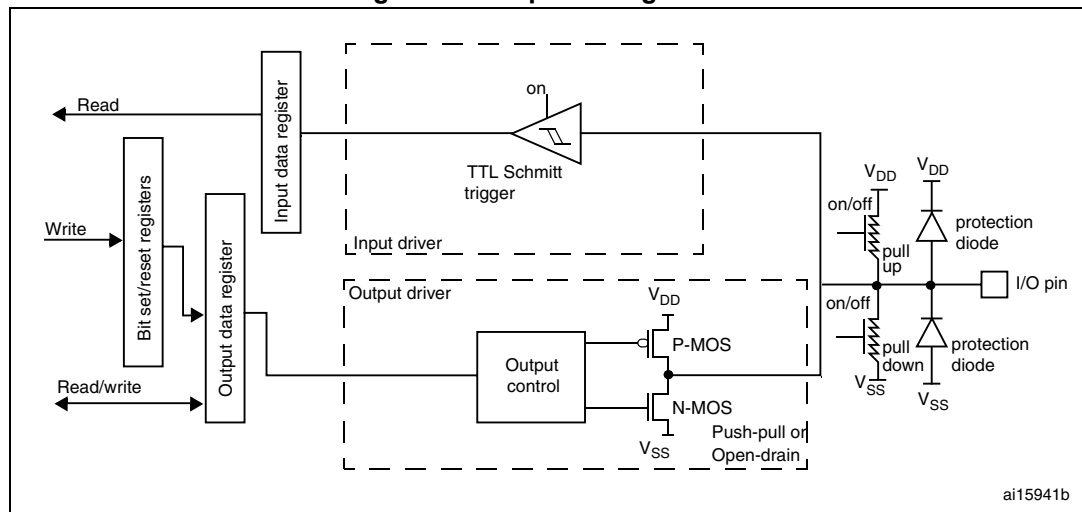 Read
Bit set/reset registers
Write
Read/write
Input data register
Output data register
on
TTL Schmitt
trigger
Input driver
Output driver
Output
control
VDD
P-MOS
N-MOS
VSS
Push-pull or
Open-drain
VDD
on/off
pull
up
on/off
pull
down
VSS
VDD
protection
diode
I/O pin
protection
diode
VSS
ai15941b